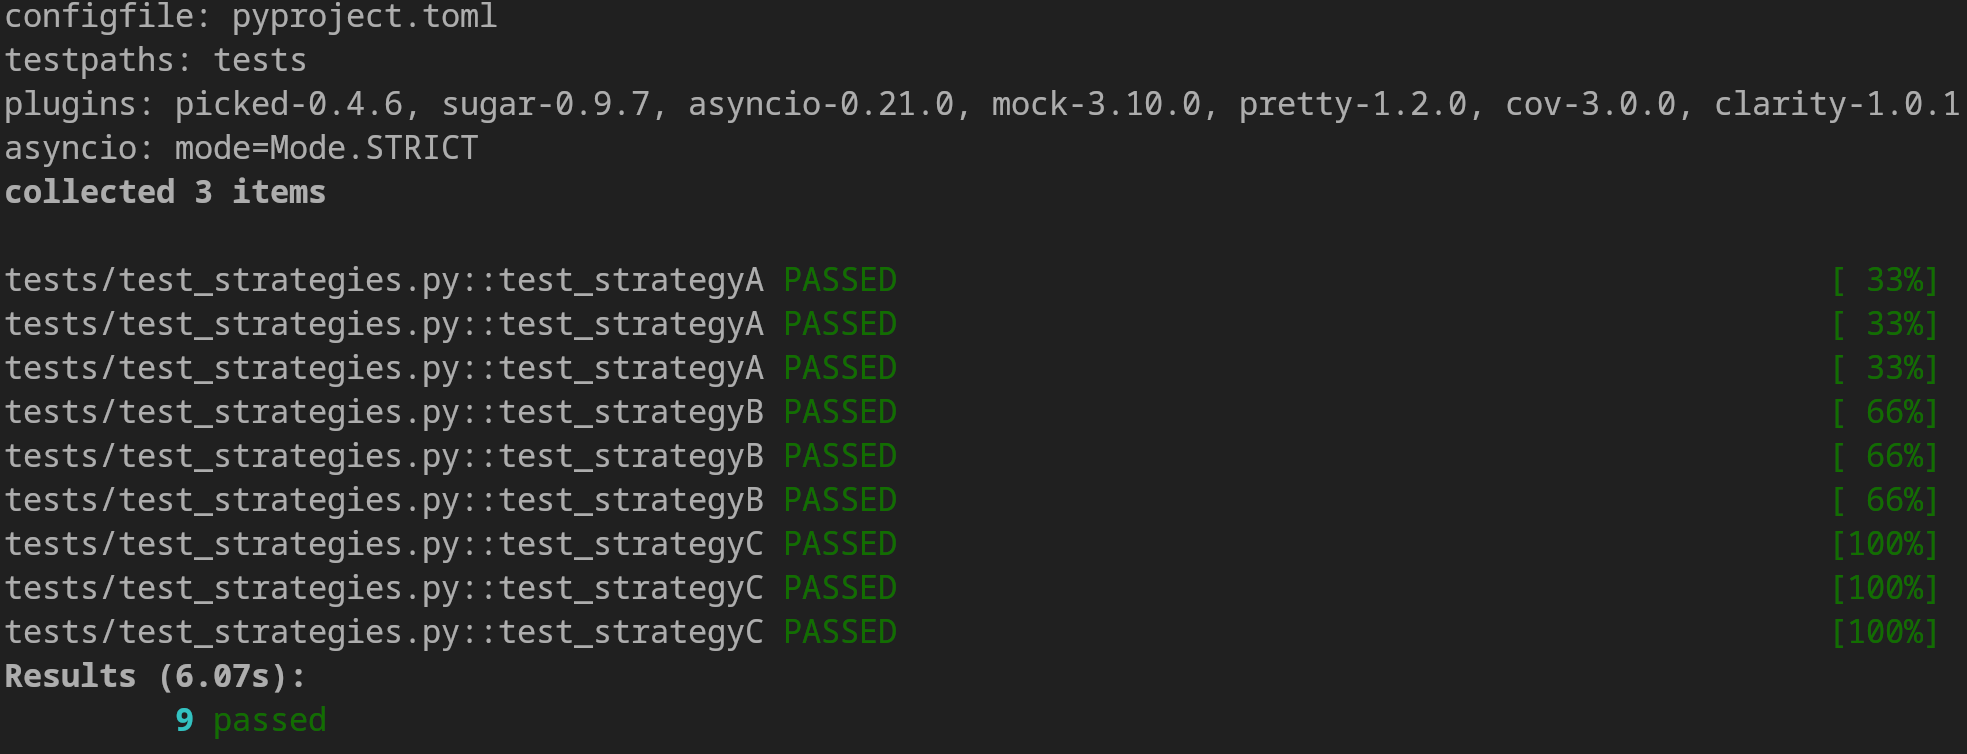 configfile: pyproject.toml
testpaths: tests
plugins: picked-0.4.6, sugar-0.9.7, asyncio-0.21.0, mock-3.10.0, pretty-1.2.0, cov-3.0.0, clarity-1.0.1
asyncio: mode=Mode.STRICT
collected 3 items
tests/test_strategies.py::test_strategyA PASSED [ 33%]
tests/test_strategies.py::test_strategyA PASSED [ 33%]
tests/test_strategies.py::test_strategyA PASSED [ 33%]
tests/test_strategies.py::test_strategyB PASSED [ 66%]
tests/test_strategies.py::test_strategyB PASSED [ 66%]
tests/test_strategies.py::test_strategyB PASSED [ 66%]
tests/test_strategies.py::test_strategyC PASSED [100%]
tests/test_strategies.py::test_strategyC PASSED [100%]
tests/test_strategies.py::test_strategyC PASSED [100%]
Results (6.07s):
9 passed